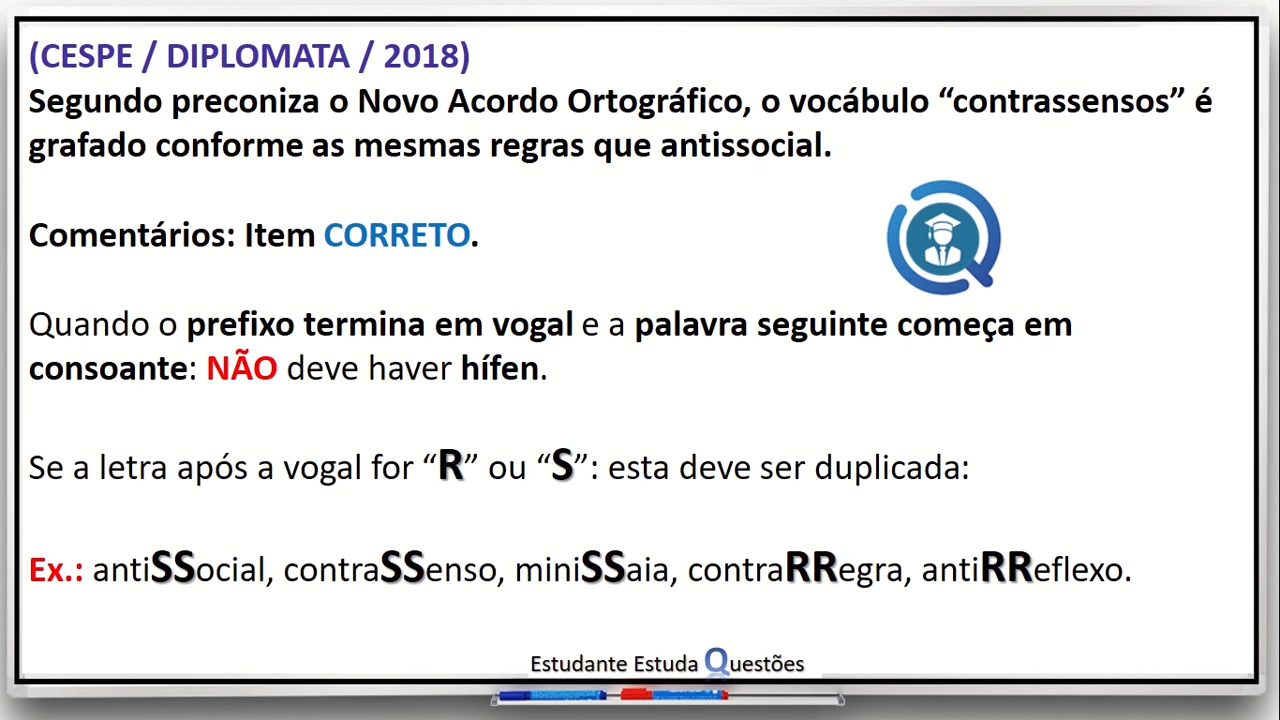 (CESPE / DIPLOMATA / 2018)
Segundo preconiza o Novo Acordo Ortográfico, o vocábulo “contrassensos” é
grafado conforme as mesmas regras que antissocial.
Comentários: Item CORRETO.
Quando o prefixo termina em vogal e a palavra seguinte começa em
consoante: NÃO deve haver hífen.
Se a letra após a vogal for “R” ou “S”: esta deve ser duplicada:
Ex.: antiSSocial, contraSSenso, miniSSaia, contraRRegra, antiRReflexo.
Estudante Estuda Questões